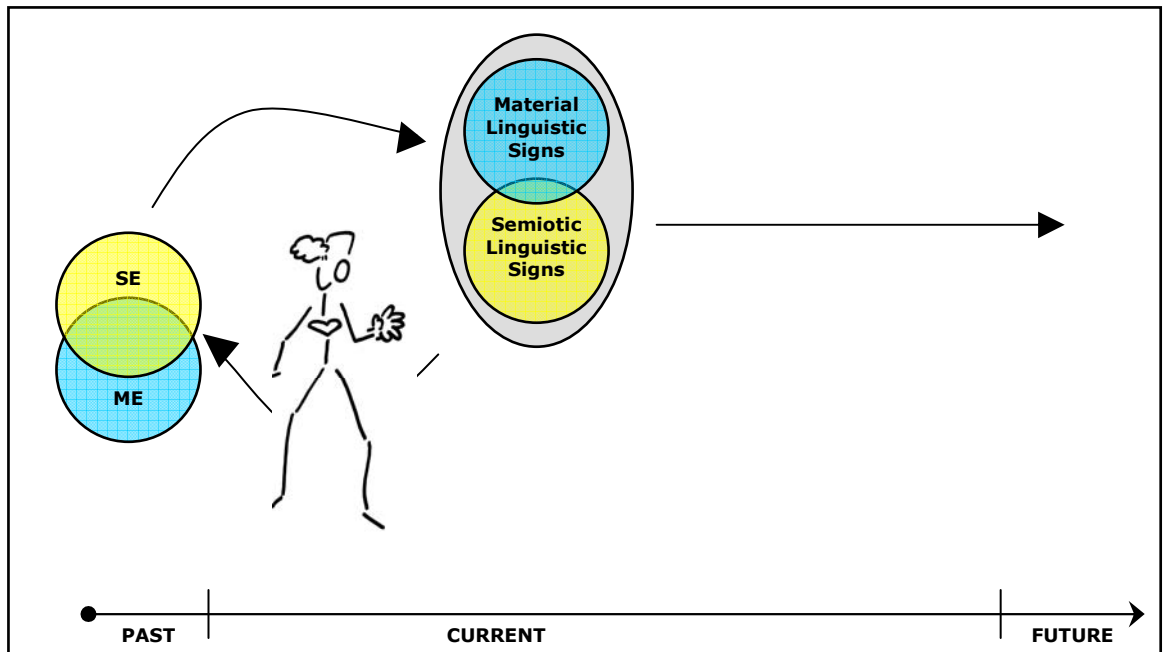 Material
Linguistic
Signs
Semiotic
Linguistic
Signs
SE
ME
PAST
CURRENT
FUTURE